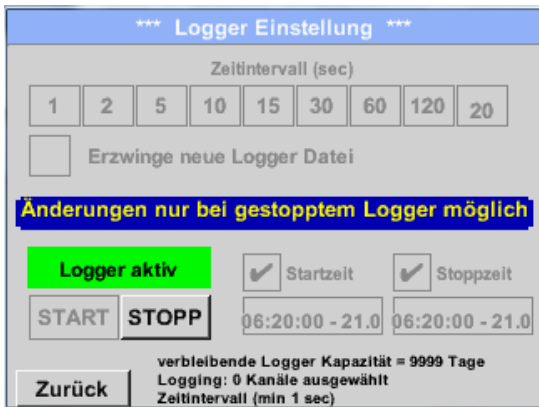 *** Logger Einstellung ***
Zeitintervall (sec)
1 2 5 10 15 30 60 120 20
Erzwinge neue Logger Datei
Änderungen nur bei gestopptem Logger möglich
Logger aktiv
Startzeit
Stoppzeit
START STOPP
06:20:00 - 21.0
06:20:00 - 21.0
verbleibende Logger Kapazität = 9999 Tage
Logging: 0 Kanäle ausgewählt
Zeitintervall (min 1 sec)
Zurück